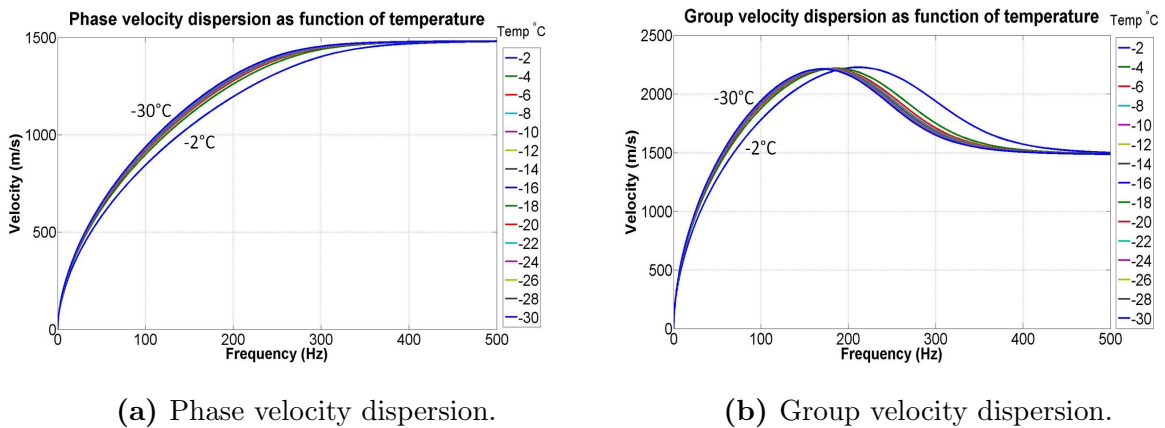 Phase velocity dispersion as function of temperature
Temp °C
1500
1000
500
0
Velocity (m/s)
-30°C
-2°C
0 100 200 300 400 500
Frequency (Hz)
-2
-4
-6
-8
-10
-12
-14
-16
-18
-20
-22
-24
-26
-28
-30
(a) Phase velocity dispersion.
Group velocity dispersion as function of temperature
Temp °C
2500
2000
1500
1000
500
0
Velocity (m/s)
-30°C
-2°C
0 100 200 300 400 500
Frequency (Hz)
-2
-4
-6
-8
-10
-12
-14
-16
-18
-20
-22
-24
-26
-28
-30
(b) Group velocity dispersion.